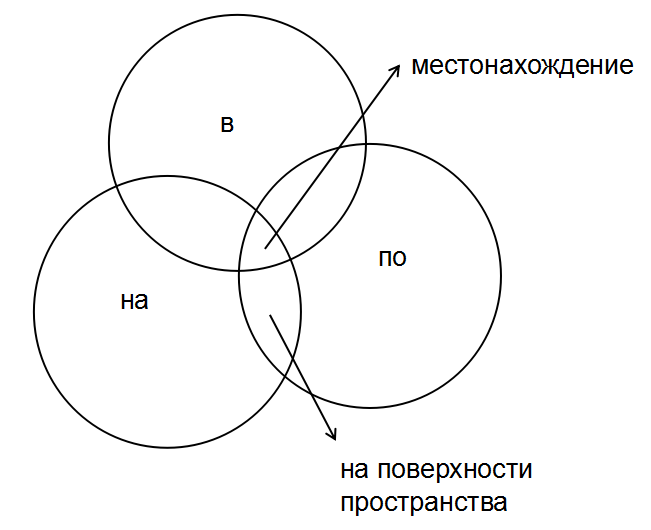 местонахождение
в
по
на
на поверхности
пространства